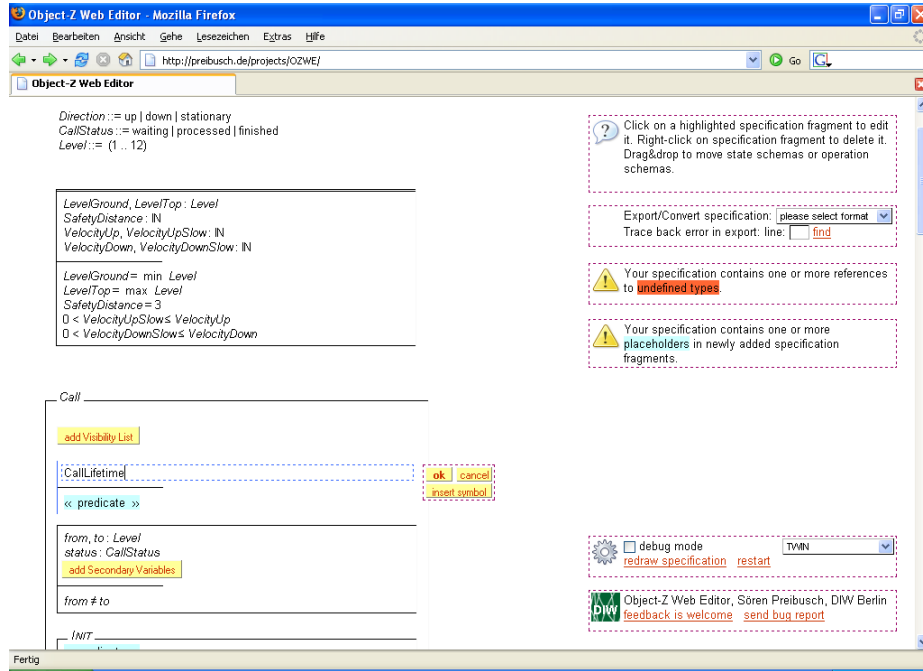 Object-Z Web Editor - Mozilla Firefox
Datei Bearbeiten Ansicht Gehe Lesezeichen Extras Hilfe
http://preibusch.de/projects/OZWE/ Go G
Object-Z Web Editor
Direction ::= up | down | stationary
CallStatus ::= waiting | processed | finished
Level ::= (1 .. 12)
LevelGround, LevelTop : Level
SafetyDistance : ℕ
VelocityUp, VelocityUpSlow : ℕ
VelocityDown, VelocityDownSlow : ℕ
LevelGround = min Level
LevelTop = max Level
SafetyDistance = 3
0 < VelocityUpSlow ≤ VelocityUp
0 < VelocityDownSlow ≤ VelocityDown
Call
add Visibility List
CallLifetime
ok cancel
insert symbol
« predicate »
from, to : Level
status : CallStatus
add Secondary Variables
from ≠ to
INIT
Click on a highlighted specification fragment to edit
it. Right-click on specification fragment to delete it.
Drag&drop to move state schemas or operation
schemas.
Export/Convert specification: please select format
Trace back error in export: line: find
Your specification contains one or more references
to undefined types.
Your specification contains one or more
placeholders in newly added specification
fragments.
debug mode TWIN
redraw specification restart
DIW
Object-Z Web Editor, Sören Preibusch, DIW Berlin
feedback is welcome send bug report
Fertig